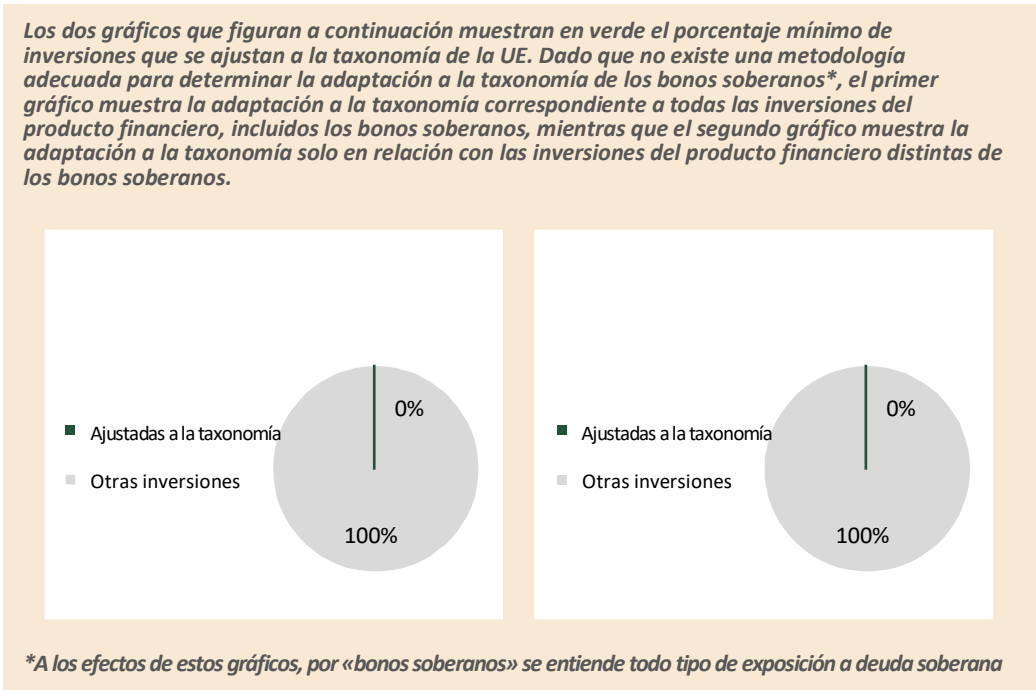 Los dos gráficos que figuran a continuación muestran en verde el porcentaje mínimo de
inversiones que se ajustan a la taxonomía de la UE. Dado que no existe una metodología
adecuada para determinar la adaptación a la taxonomía de los bonos soberanos*, el primer
gráfico muestra la adaptación a la taxonomía correspondiente a todas las inversiones del
producto financiero, incluidos los bonos soberanos, mientras que el segundo gráfico muestra la
adaptación a la taxonomía solo en relación con las inversiones del producto financiero distintas de
los bonos soberanos.
0%
Ajustadas a la taxonomía
Otras inversiones
100%
0%
Ajustadas a la taxonomía
Otras inversiones
100%
*A los efectos de estos gráficos, por «bonos soberanos» se entiende todo tipo de exposición a deuda soberana